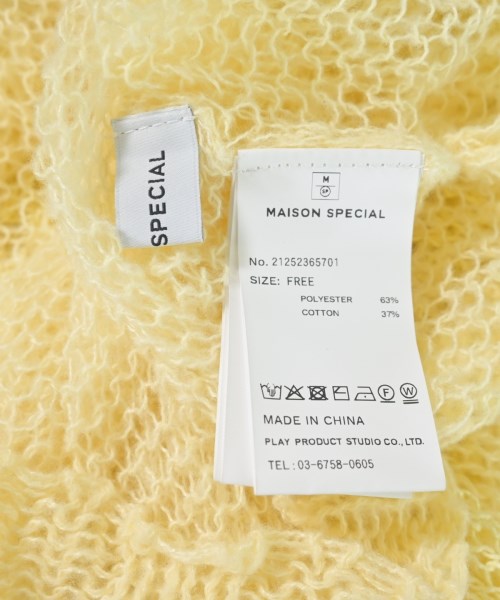 SPECIAL
M
SP
MAISON SPECIAL
No. 21252365701
SIZE: FREE
POLYESTER 63%
COTTON 37%
F W
MADE IN CHINA
PLAY PRODUCT STUDIO CO., LTD.
TEL: 03-6758-0605